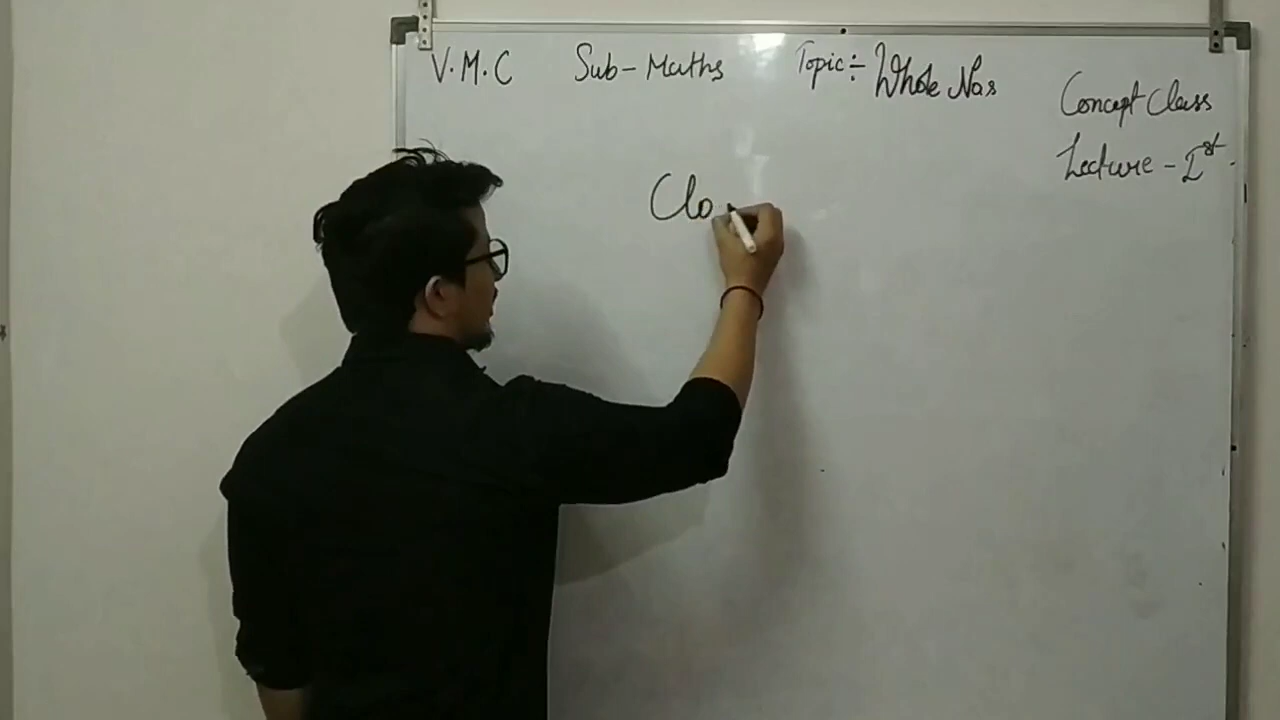 V.M.C Sub-Maths Topic÷ Whole Nos
Concept Class
Lecture - Ist.
Clo